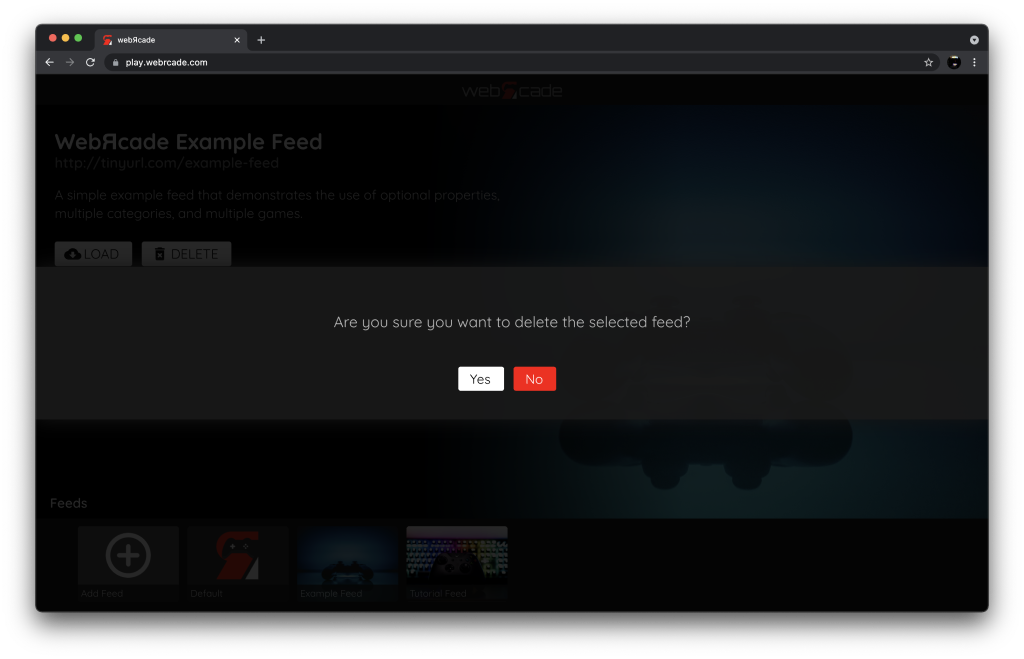 webЯcade
play.webrcade.com
webЯcade
WebЯcade Example Feed
http://tinyurl.com/example-feed
A simple example feed that demonstrates the use of optional properties,
multiple categories, and multiple games.
LOAD DELETE
Are you sure you want to delete the selected feed?
Yes No
Feeds
Add Feed Default Example Feed Tutorial Feed